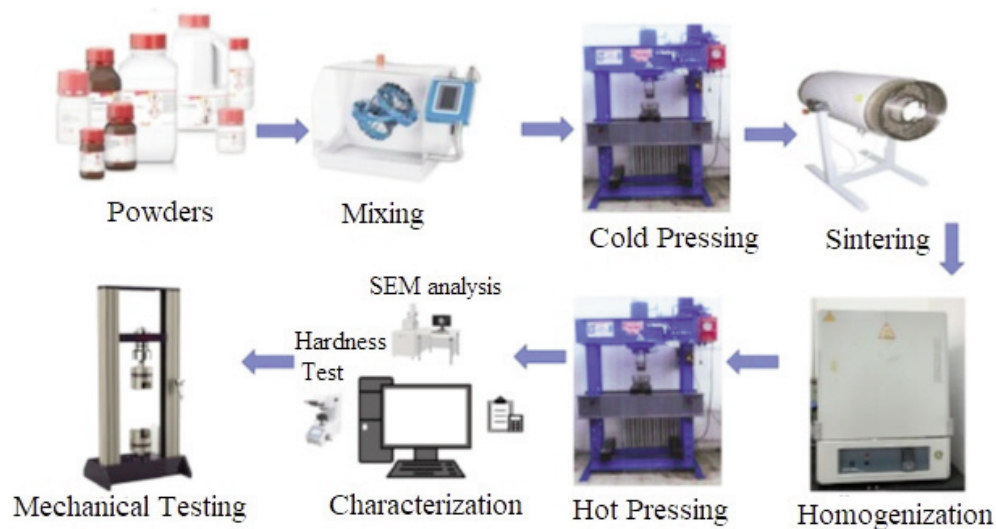 Powders
Mixing
Cold Pressing
Sintering
SEM analysis
Hardness
Test
Mechanical Testing
Characterization
Hot Pressing
Homogenization